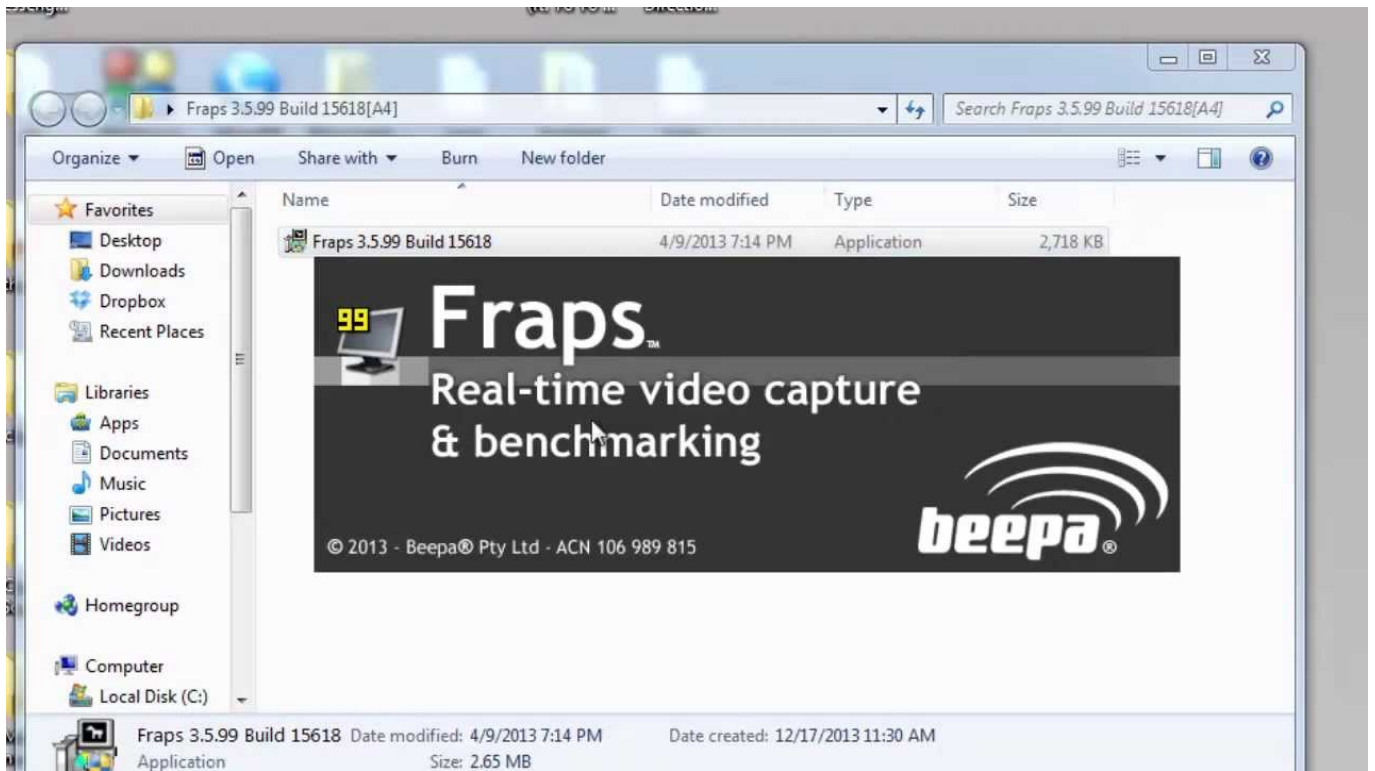 Fraps 3.5.99 Build 15618[A4]
Search Fraps 3.5.99 Build 15618[A4]
Organize Open Share with Burn New folder
Favorites
Desktop
Downloads
Dropbox
Recent Places
Libraries
Apps
Documents
Music
Pictures
Videos
Homegroup
Computer
Local Disk (C:)
Name Date modified Type Size
Fraps 3.5.99 Build 15618 4/9/2013 7:14 PM Application 2,718 KB
99
Fraps™
Real-time video capture
& benchmarking
beepa®
© 2013 - Beepa® Pty Ltd - ACN 106 989 815
Fraps 3.5.99 Build 15618 Date modified: 4/9/2013 7:14 PM Date created: 12/17/2013 11:30 AM
Application Size: 2.65 MB